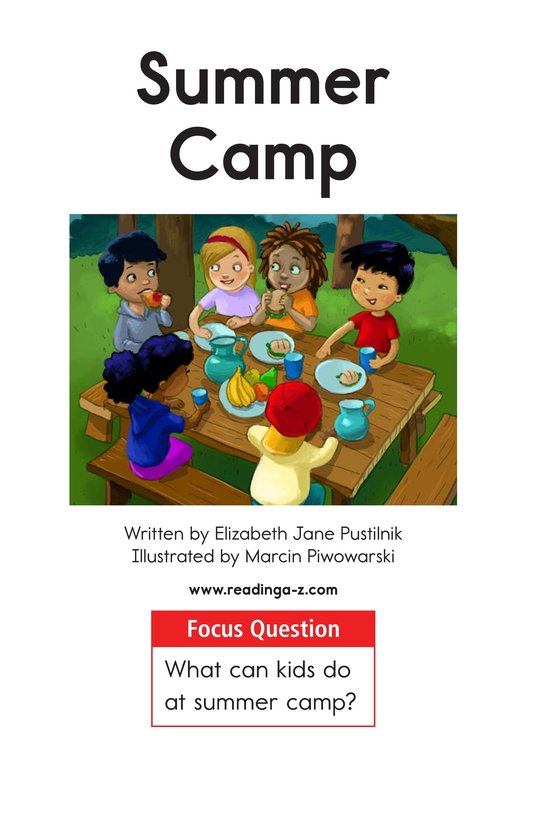 Summer
Camp
Written by Elizabeth Jane Pustilnik
Illustrated by Marcin Piwowarski
www.readinga-z.com
Focus Question
What can kids do
at summer camp?